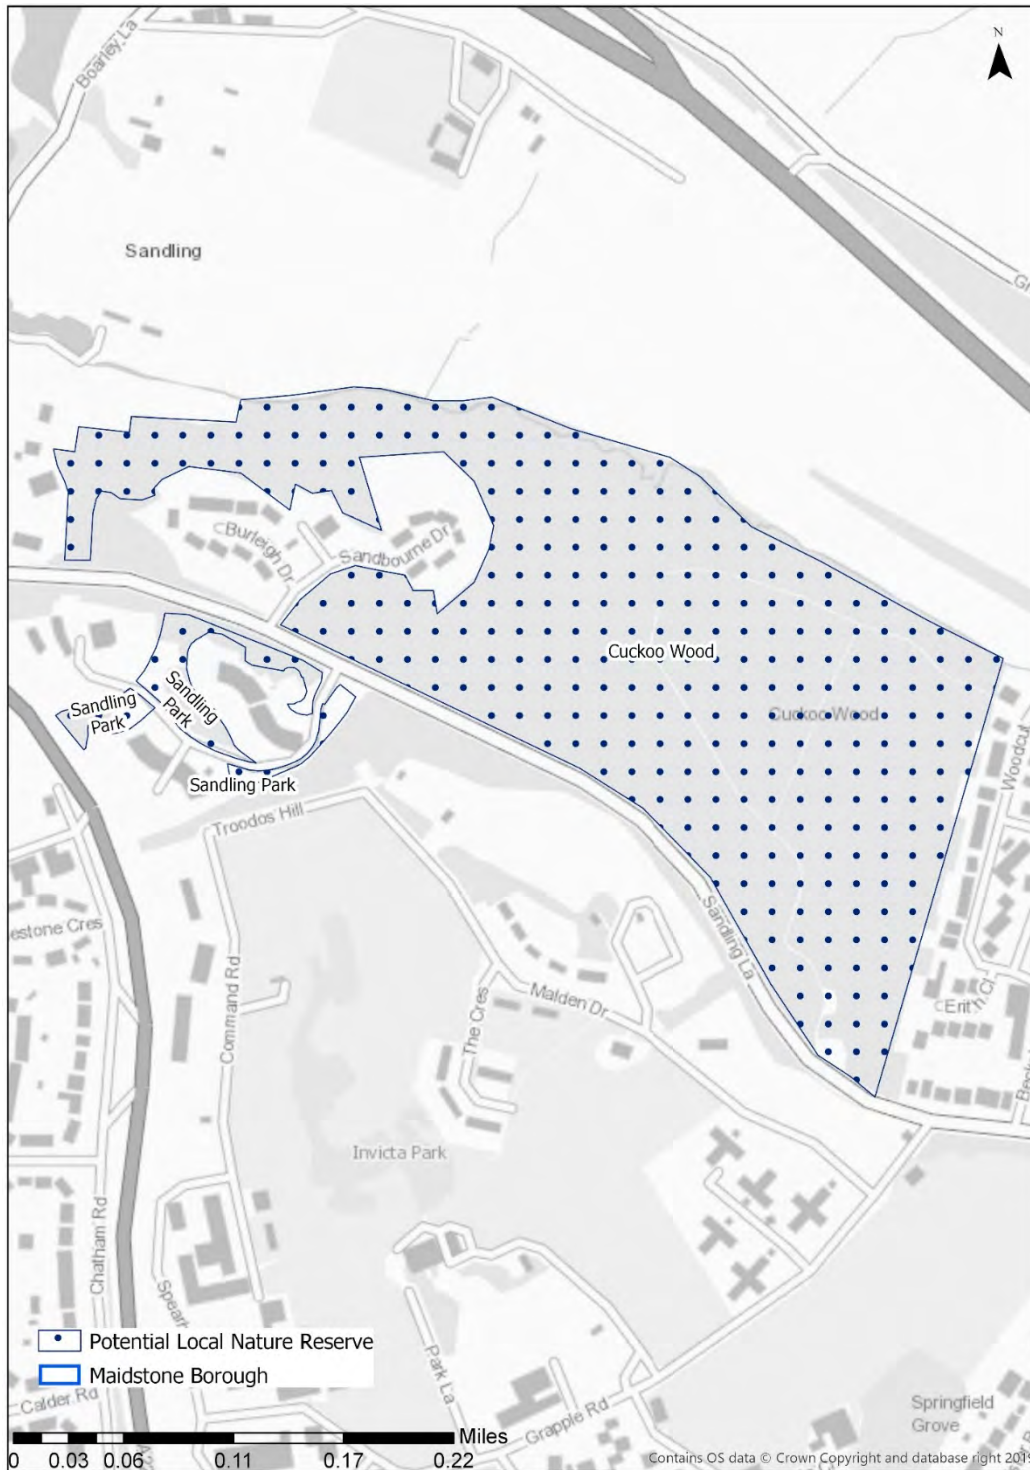 N
Boarley La
Sandling
Burleigh Dr
Sandbourne Dr
Cuckoo Wood
Cuckoo Wood
Sandling
Park
Sandling
Park
Sandling Park
Woodcut
Troodos Hill
Sandling La
estone Cres
Command Rd
The Cres
Malden Dr
Erith Cl
Invicta Park
Chatham Rd
Potential Local Nature Reserve
Maidstone Borough
Park La
Calder Rd
Grapple Rd
Springfield
Grove
Miles
0 0.03 0.06 0.11 0.17 0.22
Contains OS data © Crown Copyright and database right 201